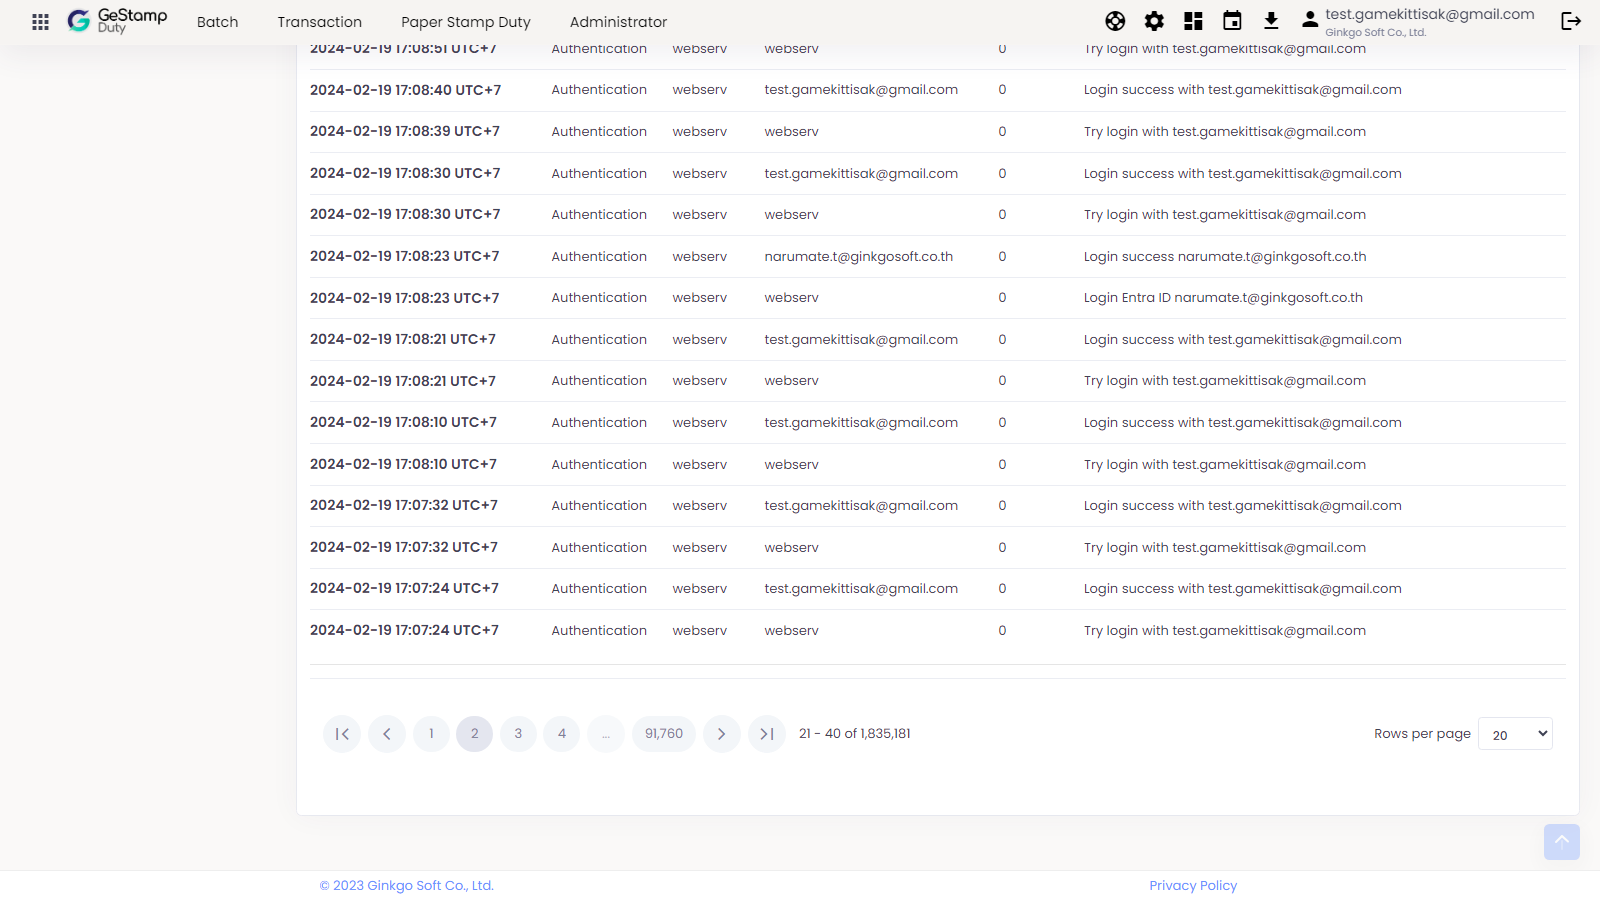 GeStamp Duty Batch Transaction Paper Stamp Duty Administrator test.gamekittisak@gmail.com
Ginkgo Soft Co., Ltd.
2024-02-19 17:08:51 UTC+7 Authentication webserv webserv 0 Try login with test.gamekittisak@gmail.com
2024-02-19 17:08:40 UTC+7 Authentication webserv test.gamekittisak@gmail.com 0 Login success with test.gamekittisak@gmail.com
2024-02-19 17:08:39 UTC+7 Authentication webserv webserv 0 Try login with test.gamekittisak@gmail.com
2024-02-19 17:08:30 UTC+7 Authentication webserv test.gamekittisak@gmail.com 0 Login success with test.gamekittisak@gmail.com
2024-02-19 17:08:30 UTC+7 Authentication webserv webserv 0 Try login with test.gamekittisak@gmail.com
2024-02-19 17:08:23 UTC+7 Authentication webserv narumate.t@ginkgosoft.co.th 0 Login success narumate.t@ginkgosoft.co.th
2024-02-19 17:08:23 UTC+7 Authentication webserv webserv 0 Login Entra ID narumate.t@ginkgosoft.co.th
2024-02-19 17:08:21 UTC+7 Authentication webserv test.gamekittisak@gmail.com 0 Login success with test.gamekittisak@gmail.com
2024-02-19 17:08:21 UTC+7 Authentication webserv webserv 0 Try login with test.gamekittisak@gmail.com
2024-02-19 17:08:10 UTC+7 Authentication webserv test.gamekittisak@gmail.com 0 Login success with test.gamekittisak@gmail.com
2024-02-19 17:08:10 UTC+7 Authentication webserv webserv 0 Try login with test.gamekittisak@gmail.com
2024-02-19 17:07:32 UTC+7 Authentication webserv test.gamekittisak@gmail.com 0 Login success with test.gamekittisak@gmail.com
2024-02-19 17:07:32 UTC+7 Authentication webserv webserv 0 Try login with test.gamekittisak@gmail.com
2024-02-19 17:07:24 UTC+7 Authentication webserv test.gamekittisak@gmail.com 0 Login success with test.gamekittisak@gmail.com
2024-02-19 17:07:24 UTC+7 Authentication webserv webserv 0 Try login with test.gamekittisak@gmail.com
1 2 3 4 ... 91,760 21 - 40 of 1,835,181 Rows per page 20
© 2023 Ginkgo Soft Co., Ltd. Privacy Policy